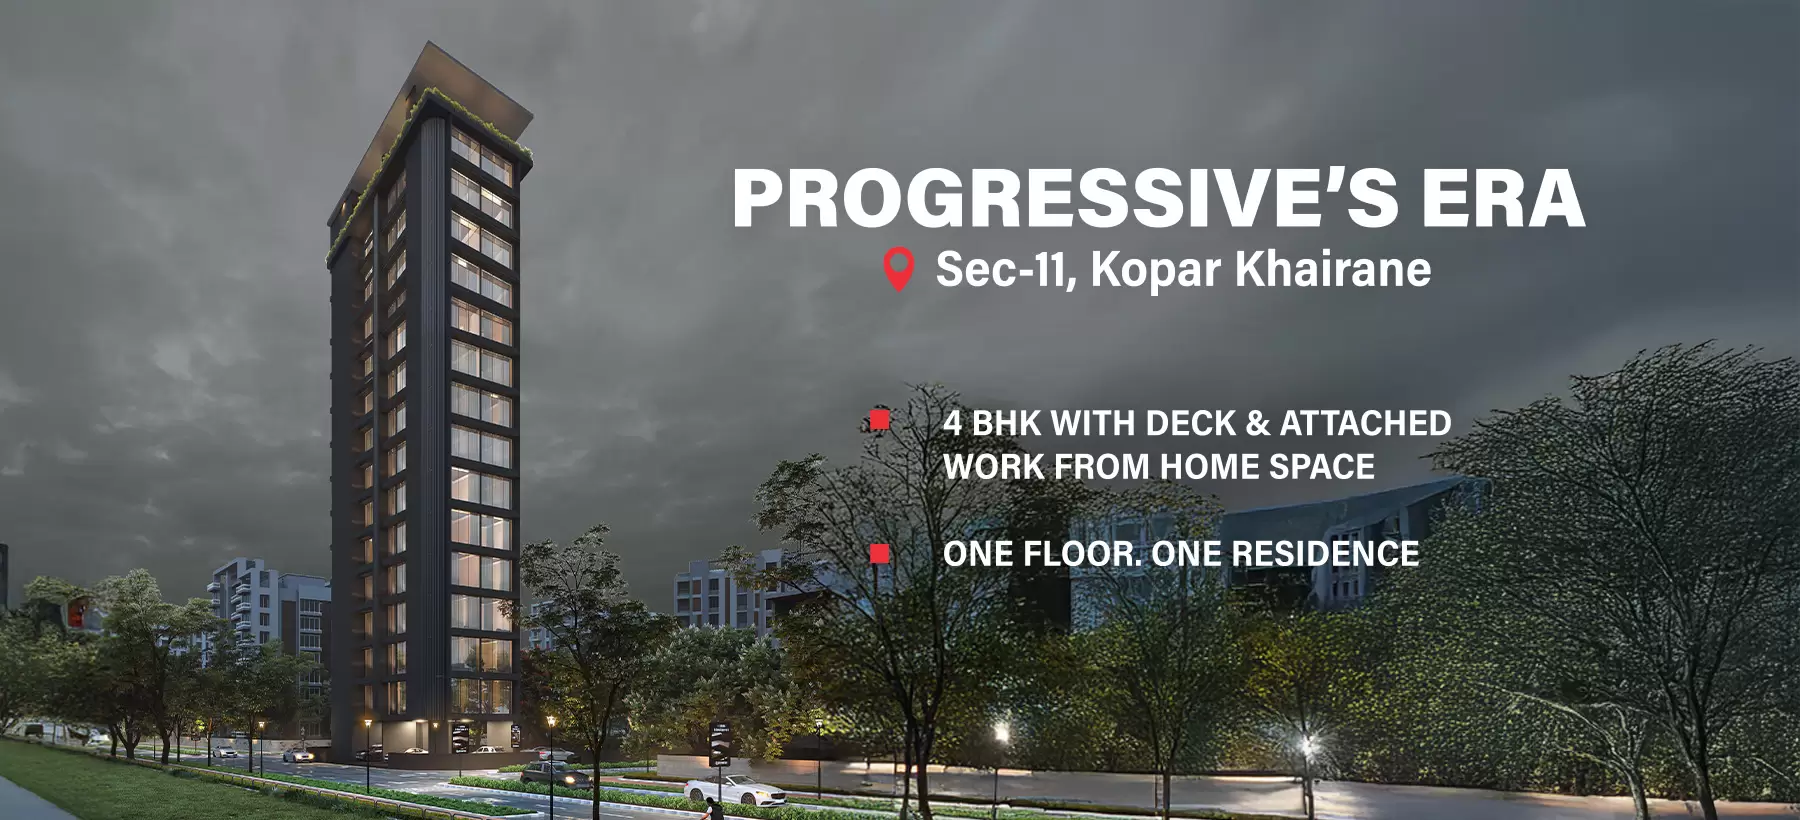 PROGRESSIVE'S ERA
Sec-11, Kopar Khairane
4 BHK WITH DECK & ATTACHED
WORK FROM HOME SPACE
ONE FLOOR. ONE RESIDENCE